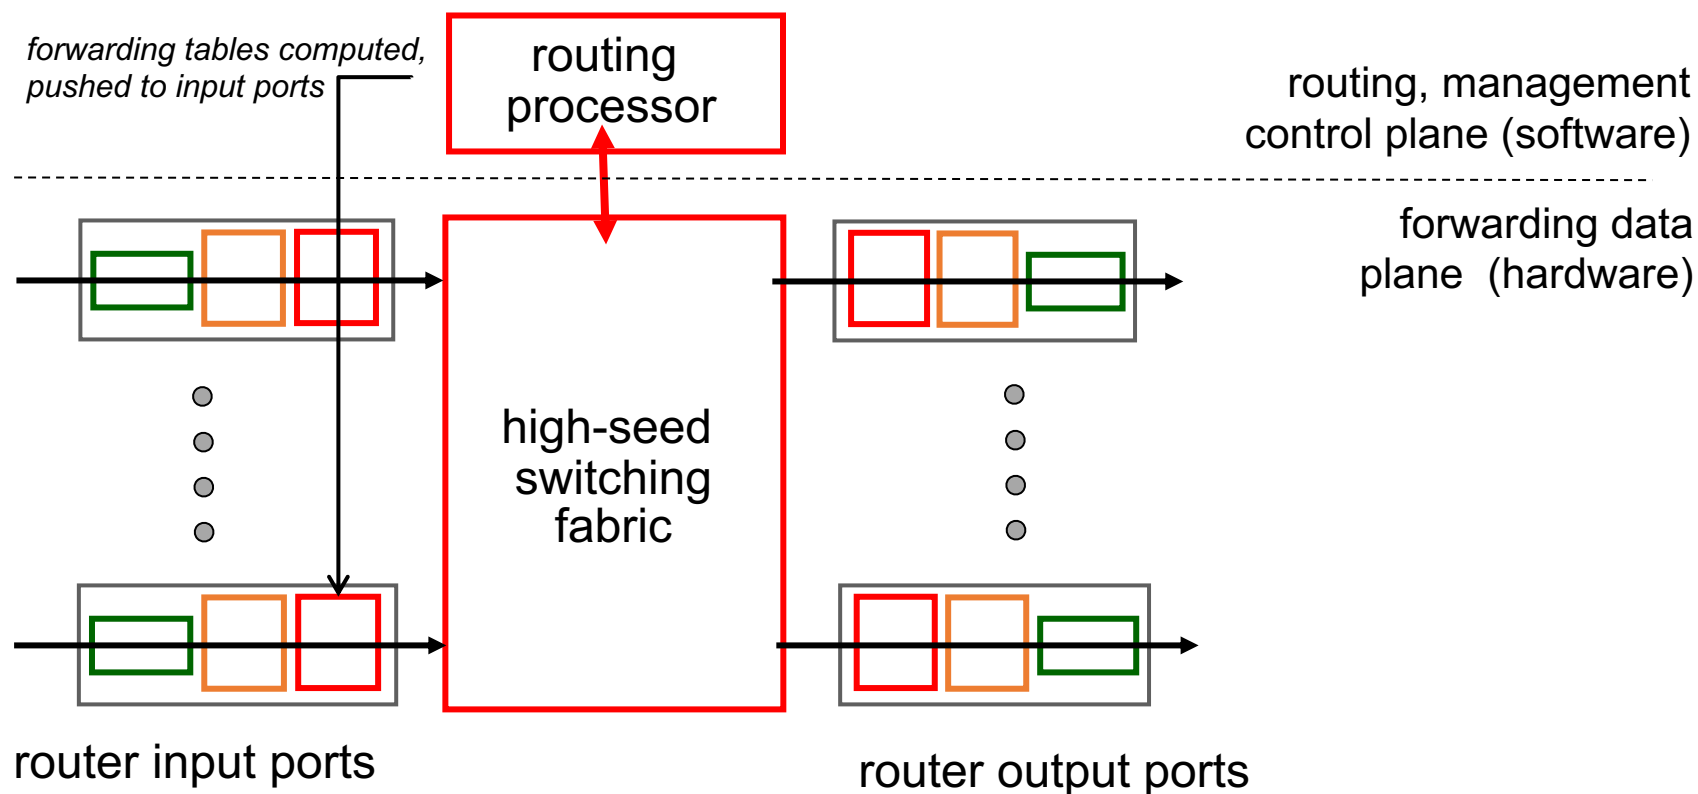 forwarding tables computed,
pushed to input ports
routing
processor
routing, management
control plane (software)
forwarding data
plane (hardware)
high-seed
switching
fabric
router input ports
router output ports